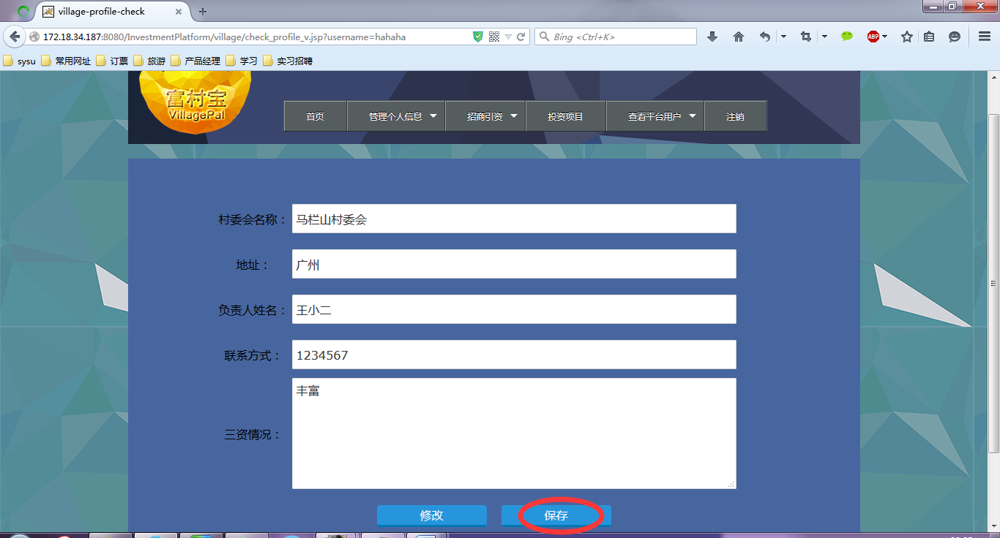 village-profile-check
172.18.34.187:8080/InvestmentPlatform/village/check_profile_v.jsp?username=hahaha
Bing <Ctrl+K>
ABP
sysu 常用网址 订票 旅游 产品经理 学习 实习招聘
富村宝
VillagePal
首页 管理个人信息 招商引资 投资项目 查看平台用户 注销
村委会名称： 马栏山村委会
地址： 广州
负责人姓名： 王小二
联系方式： 1234567
三资情况： 丰富
修改 保存